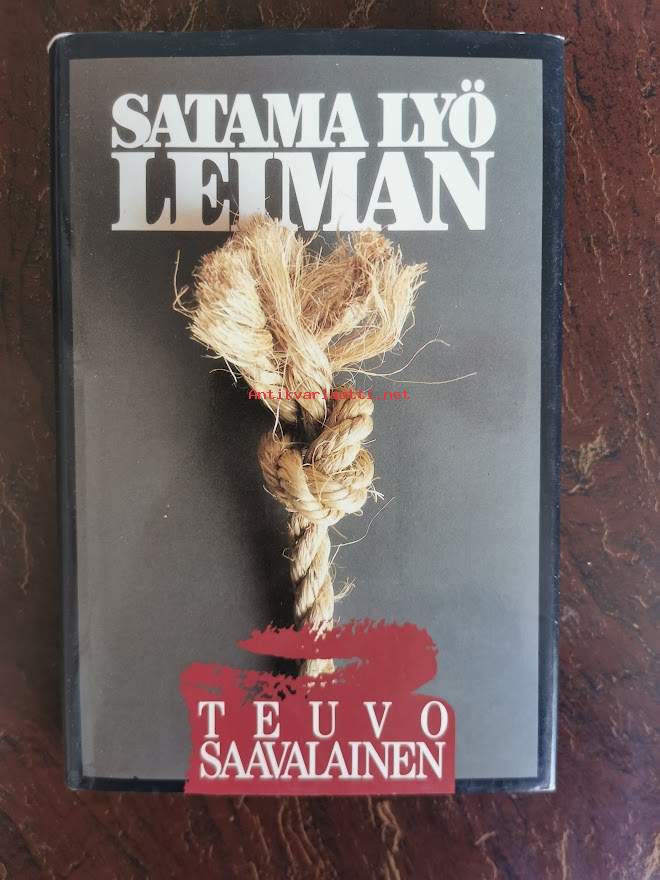 SATAMA LYÖ
LEIMAN
Antikvariaatti.net
TEUVO
SAAVALAINEN